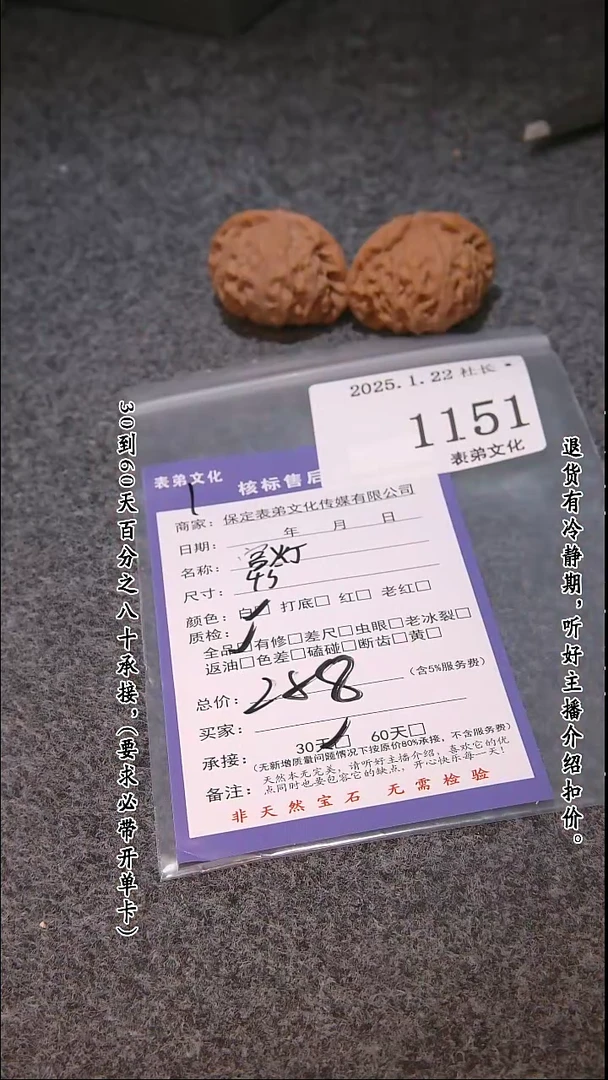 2025.1.22 社长
1151
表弟文化
表弟文化 核标售后
商家：保定表弟文化传媒有限公司
日期： 年 月 日
名称：宫灯
尺寸：45
颜色：白□ 打底□ 红□ 老红□
质检：
全品□有修□差尺□虫眼□老冰裂□
返油□色差□磕碰□断齿□黄□
总价：288 （含5%服务费）
买家：
承接： 30天□ 60天□
（无新增质量问题情况下按原价80%承接，不含服务费）
备注：天然本无完美，请听好主播介绍，喜欢它的优
点同时也要包容它的缺点，开心快乐每一天！
非天然宝石 无需检验
30到60天百分之八十承接，（要求必带开单卡）
退货有冷静期，听好主播介绍扣价。